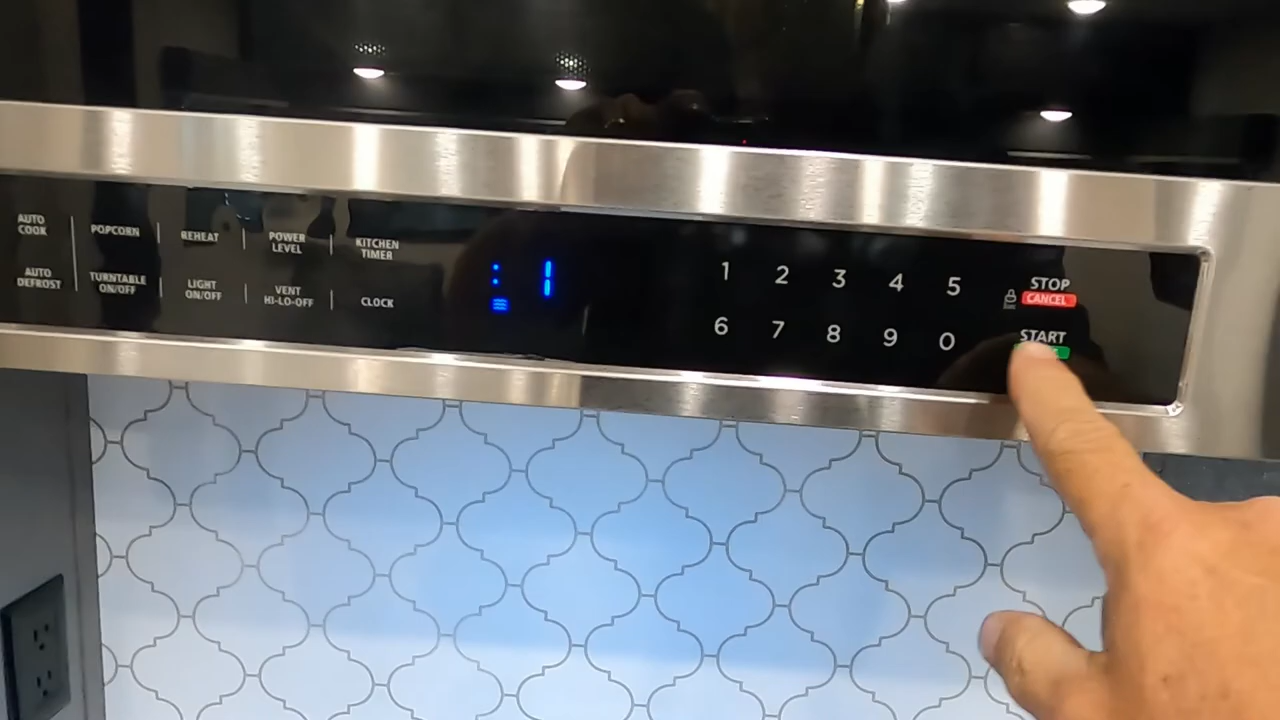 AUTO
COOK
POPCORN
REHEAT
POWER
LEVEL
KITCHEN
TIMER
AUTO
DEFROST
TURNTABLE
ON/OFF
LIGHT
ON/OFF
VENT
HI-LO-OFF
CLOCK
: 1
1 2 3 4 5
6 7 8 9 0
STOP
CANCEL
START